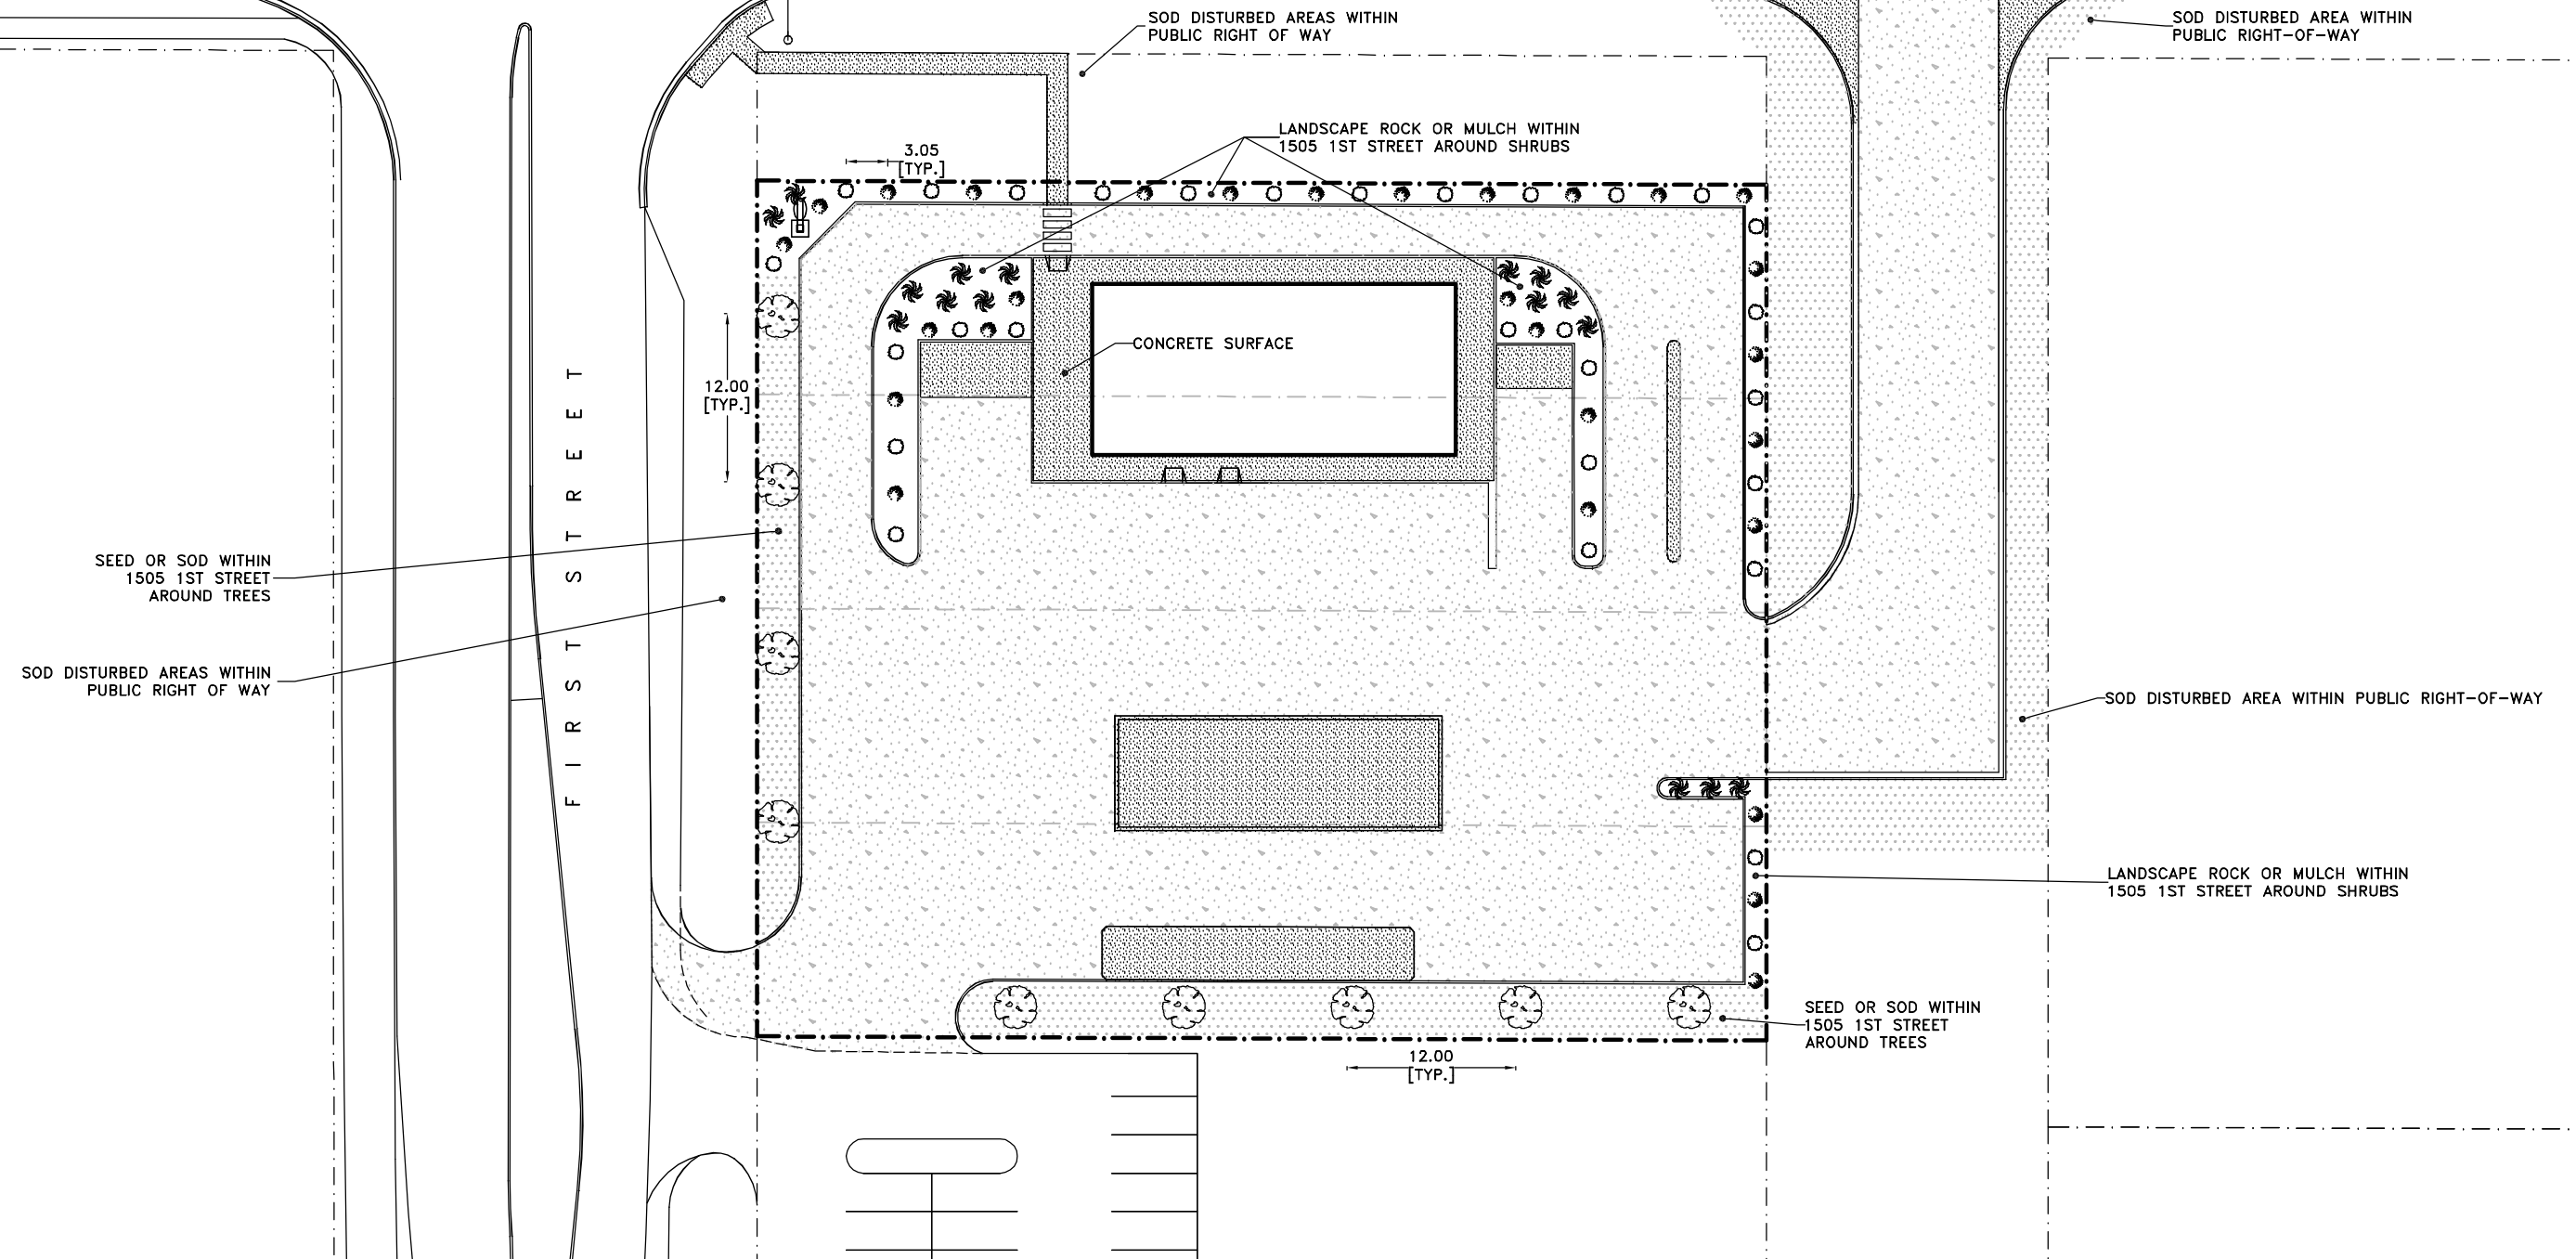 SOD DISTURBED AREAS WITHIN
PUBLIC RIGHT OF WAY
SOD DISTURBED AREA WITHIN
PUBLIC RIGHT-OF-WAY
LANDSCAPE ROCK OR MULCH WITHIN
1505 1ST STREET AROUND SHRUBS
3.05
[TYP.]
CONCRETE SURFACE
12.00
[TYP.]
FIRST STREET
SEED OR SOD WITHIN
1505 1ST STREET
AROUND TREES
SOD DISTURBED AREAS WITHIN
PUBLIC RIGHT OF WAY
SOD DISTURBED AREA WITHIN PUBLIC RIGHT-OF-WAY
LANDSCAPE ROCK OR MULCH WITHIN
1505 1ST STREET AROUND SHRUBS
SEED OR SOD WITHIN
1505 1ST STREET
AROUND TREES
12.00
[TYP.]